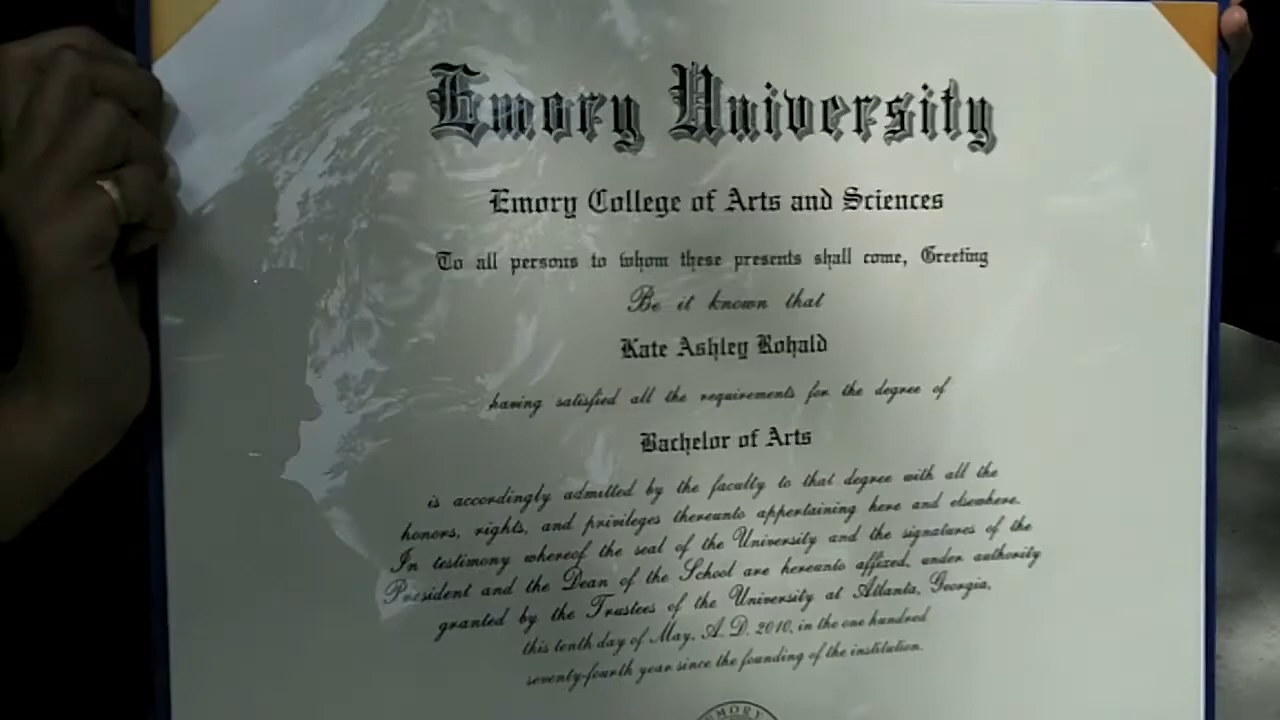 Emory University
Emory College of Arts and Sciences
To all persons to whom these presents shall come, Greeting
Be it known that
Kate Ashley Rohald
having satisfied all the requirements for the degree of
Bachelor of Arts
is accordingly admitted by the faculty to that degree with all the
honors, rights, and privileges thereunto appertaining here and elsewhere.
In testimony whereof the seal of the University and the signatures of the
President and the Dean of the School are hereunto affixed, under authority
granted by the Trustees of the University at Atlanta, Georgia,
this tenth day of May, A. D. 2010, in the one hundred
seventy-fourth year since the founding of the institution.
EMORY